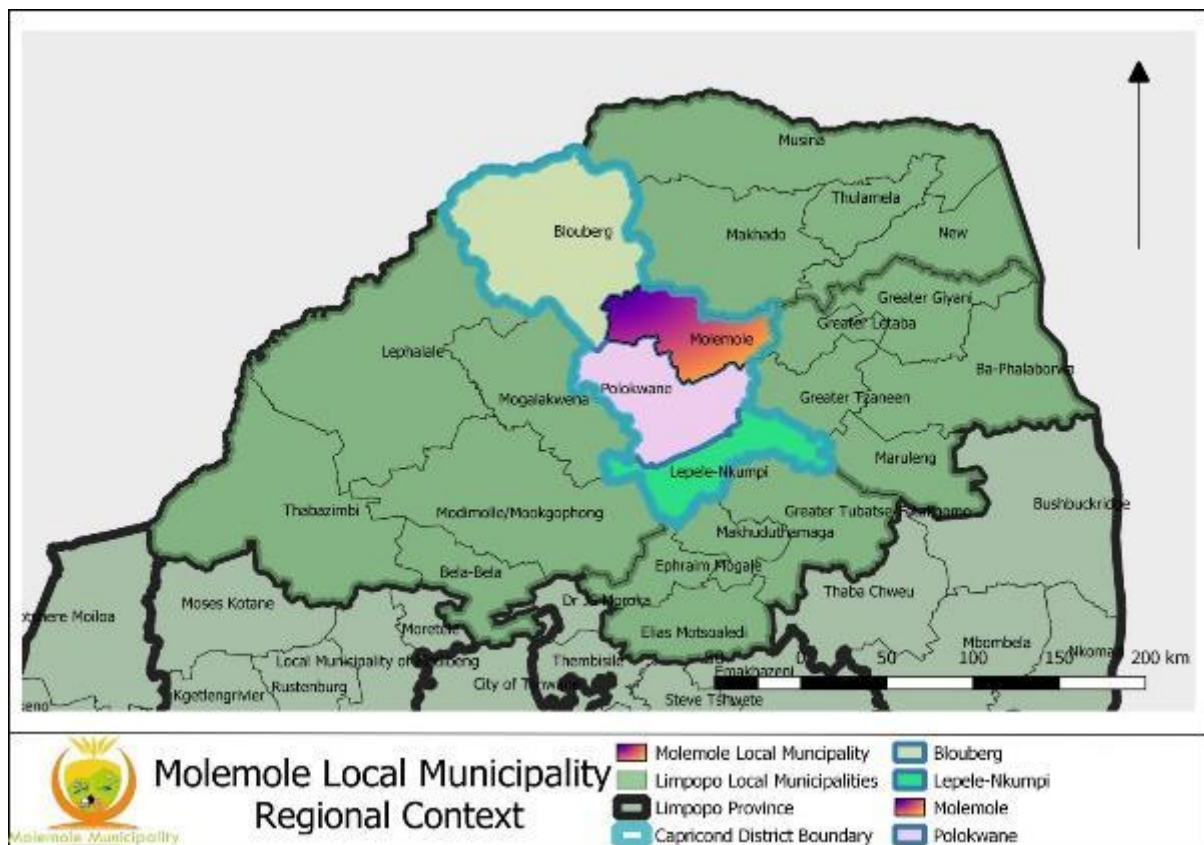 Musina
Thulamela
Blouberg
Makhado
New
Greater Giyani
Greater Letaba
Molemole
Lephalale
Ba-Phalaborwa
Polokwane
Mogalakwena
Greater Tzaneen
Maruleng
Lepele-Nkumpi
Bushbuckridge
Thabazimbi
Modimolle/Mookgophong
Greater Tubatse
Makhuduthamaga
Ephraim Mogale
Bela-Bela
Thaba Chweu
Moses Kotane
Dr JS Moroka
Moiloa
Moretele
Elias Motsoaledi
Mbombela
Nkomazi
Local Municipality of
Thembisile
50 0 50 100 150 200 km
Emakhazeni
Rustenburg
City of Tshwane
Kgetlengrivier
Steve Tshwete
Molemole Local Municipality
Regional Context
Molemole Municipality
Molemole Local Muncipality
Limpopo Local Municipalities
Limpopo Province
Capricond District Boundary
Blouberg
Lepele-Nkumpi
Molemole
Polokwane